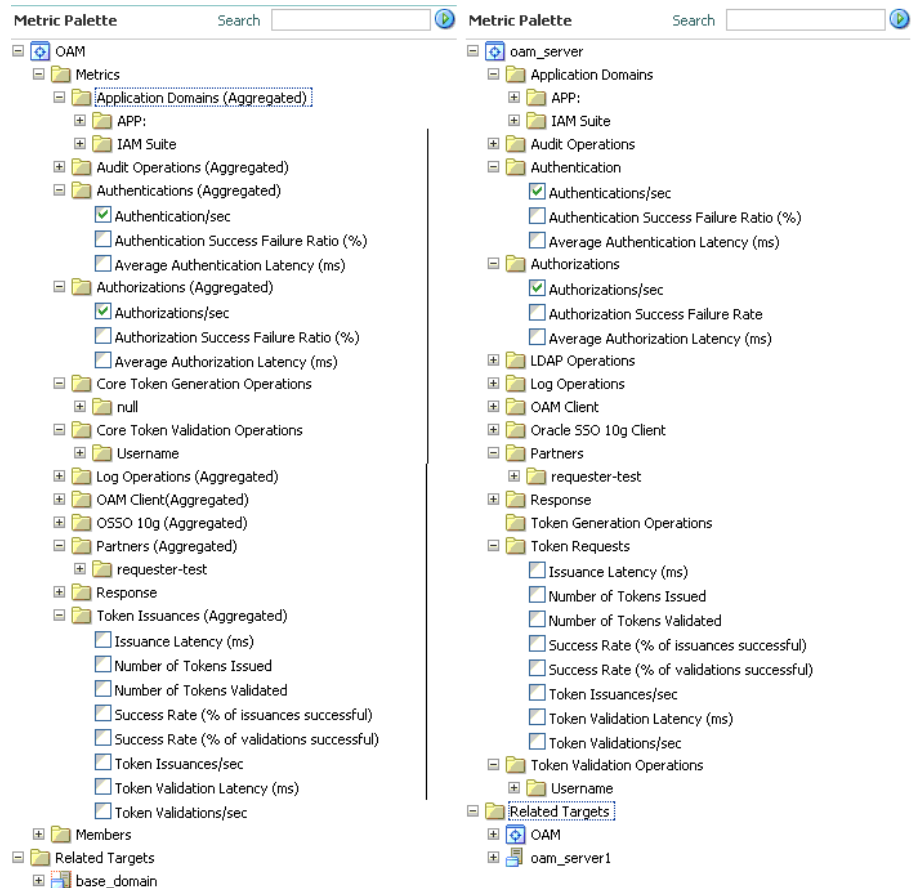 Metric Palette Search
OAM
Metrics
Application Domains (Aggregated)
APP:
IAM Suite
Audit Operations (Aggregated)
Authentications (Aggregated)
Authentication/sec
Authentication Success Failure Ratio (%)
Average Authentication Latency (ms)
Authorizations (Aggregated)
Authorizations/sec
Authorization Success Failure Ratio (%)
Average Authorization Latency (ms)
Core Token Generation Operations
null
Core Token Validation Operations
Username
Log Operations (Aggregated)
OAM Client(Aggregated)
OSSO 10g (Aggregated)
Partners (Aggregated)
requester-test
Response
Token Issuances (Aggregated)
Issuance Latency (ms)
Number of Tokens Issued
Number of Tokens Validated
Success Rate (% of issuances successful)
Success Rate (% of validations successful)
Token Issuances/sec
Token Validation Latency (ms)
Token Validations/sec
Members
Related Targets
base_domain
Metric Palette Search
oam_server
Application Domains
APP:
IAM Suite
Audit Operations
Authentication
Authentications/sec
Authentication Success Failure Ratio (%)
Average Authentication Latency (ms)
Authorizations
Authorizations/sec
Authorization Success Failure Rate
Average Authorization Latency (ms)
LDAP Operations
Log Operations
OAM Client
Oracle SSO 10g Client
Partners
requester-test
Response
Token Generation Operations
Token Requests
Issuance Latency (ms)
Number of Tokens Issued
Number of Tokens Validated
Success Rate (% of issuances successful)
Success Rate (% of validations successful)
Token Issuances/sec
Token Validation Latency (ms)
Token Validations/sec
Token Validation Operations
Username
Related Targets
OAM
oam_server1